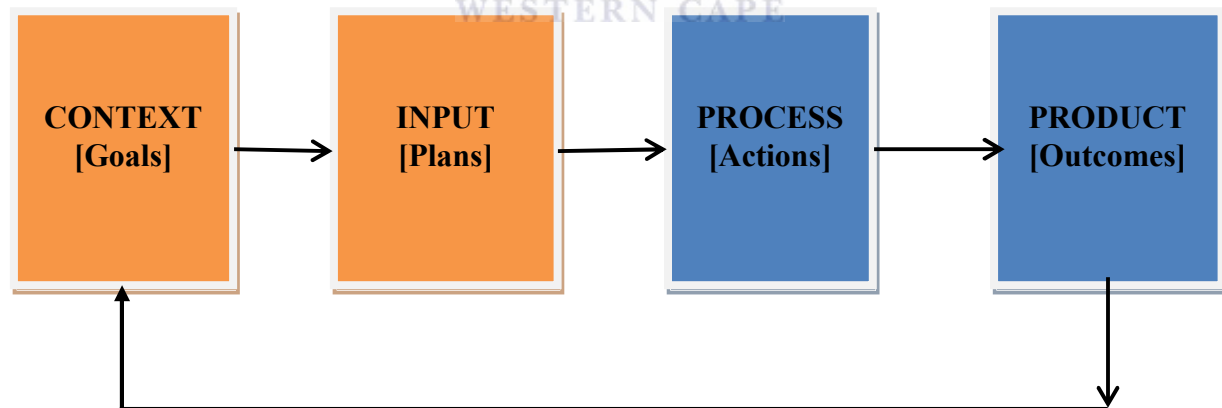 WESTERN CAPE
CONTEXT
[Goals]
INPUT
[Plans]
PROCESS
[Actions]
PRODUCT
[Outcomes]